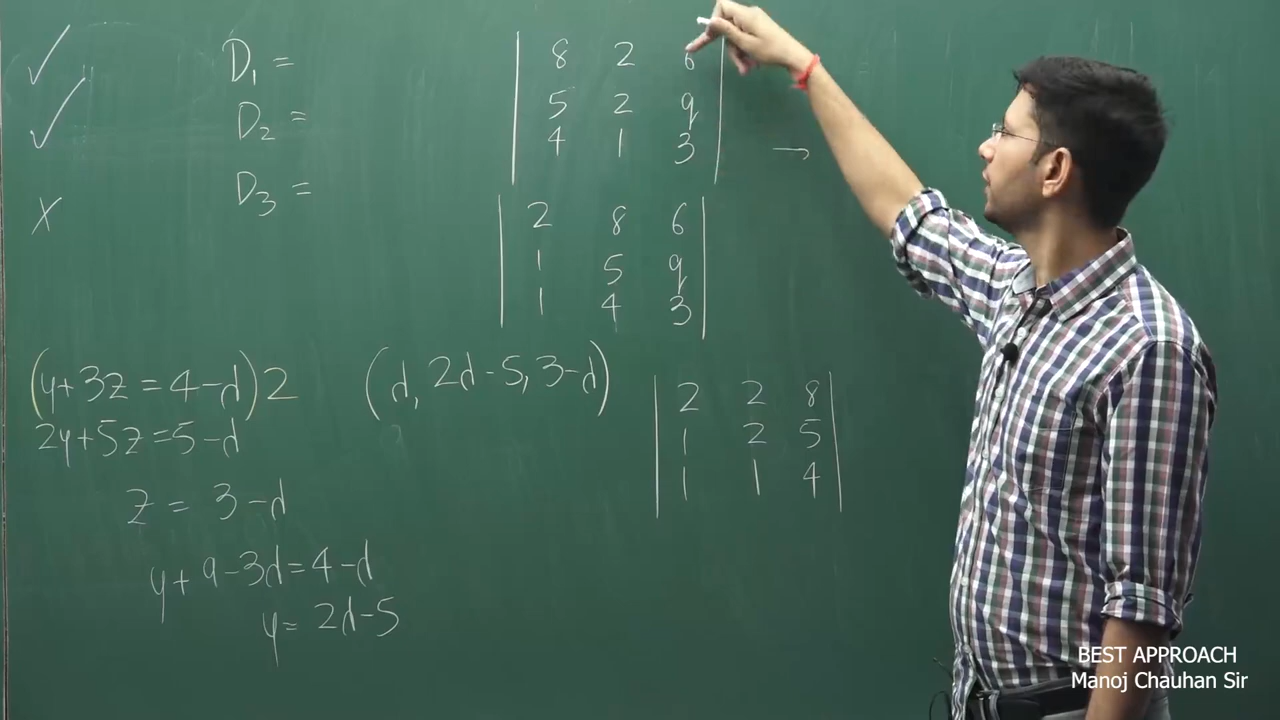 ✓ D₁ = | 8 2 6 |
✓ D₂ = | 5 2 q |
| 4 1 3 | →
X D₃ =
| 2 8 6 |
| 1 5 q |
| 1 4 3 |
(y+3z = 4-d)2
2y+5z = 5-d
z = 3-d
y+9-3d = 4-d
y = 2d-5
(d, 2d-5, 3-d)
| 2 2 8 |
| 1 2 5 |
| 1 1 4 |
BEST APPROACH
Manoj Chauhan Sir